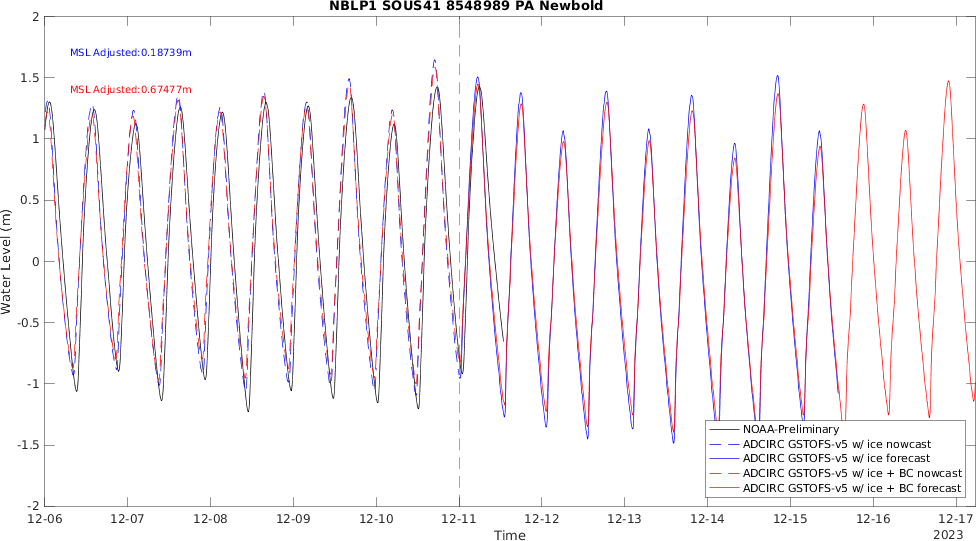 NBLP1 SOUS41 8548989 PA Newbold
2
1.5
1
0.5
0
-0.5
-1
-1.5
-2
Water Level (m)
MSL Adjusted:0.18739m
MSL Adjusted:0.67477m
NOAA-Preliminary
ADCIRC GSTOFS-v5 w/ ice nowcast
ADCIRC GSTOFS-v5 w/ ice forecast
ADCIRC GSTOFS-v5 w/ ice + BC nowcast
ADCIRC GSTOFS-v5 w/ ice + BC forecast
12-06 12-07 12-08 12-09 12-10 12-11 12-12 12-13 12-14 12-15 12-16 12-17
Time
2023